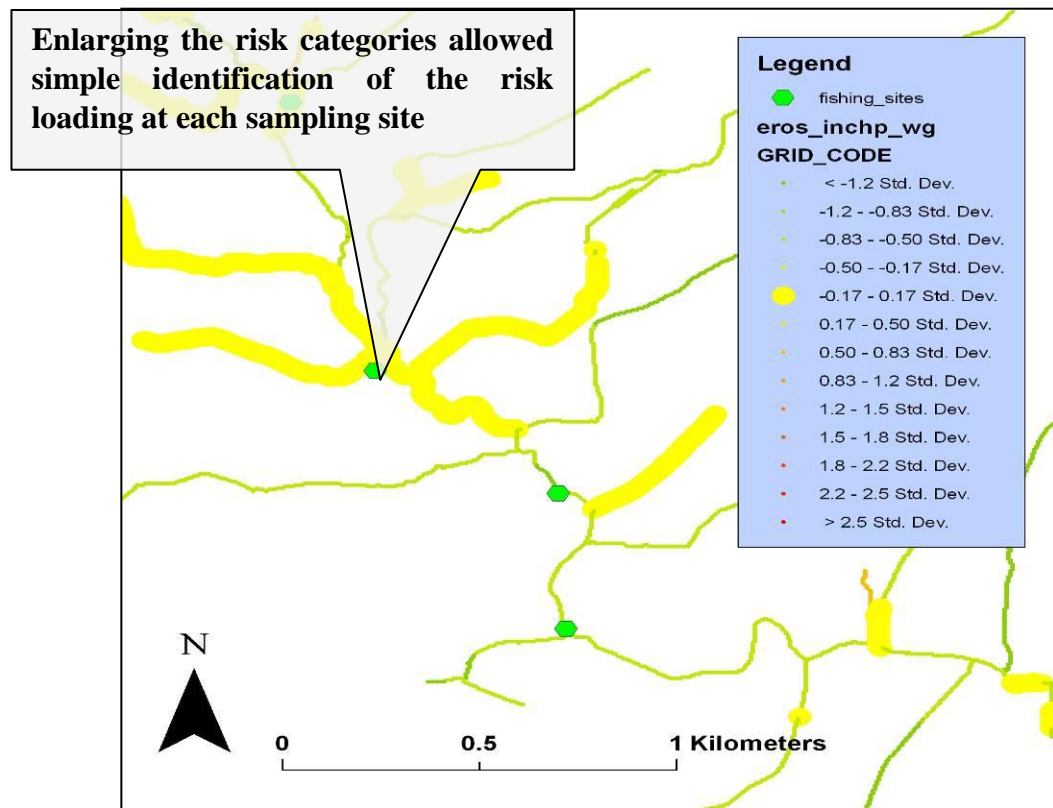 Enlarging the risk categories allowed
simple identification of the risk
loading at each sampling site
Legend
fishing_sites
eros_inchp_wg
GRID_CODE
< -1.2 Std. Dev.
-1.2 - -0.83 Std. Dev.
-0.83 - -0.50 Std. Dev.
-0.50 - -0.17 Std. Dev.
-0.17 - 0.17 Std. Dev.
0.17 - 0.50 Std. Dev.
0.50 - 0.83 Std. Dev.
0.83 - 1.2 Std. Dev.
1.2 - 1.5 Std. Dev.
1.5 - 1.8 Std. Dev.
1.8 - 2.2 Std. Dev.
2.2 - 2.5 Std. Dev.
> 2.5 Std. Dev.
N
0 0.5 1 Kilometers